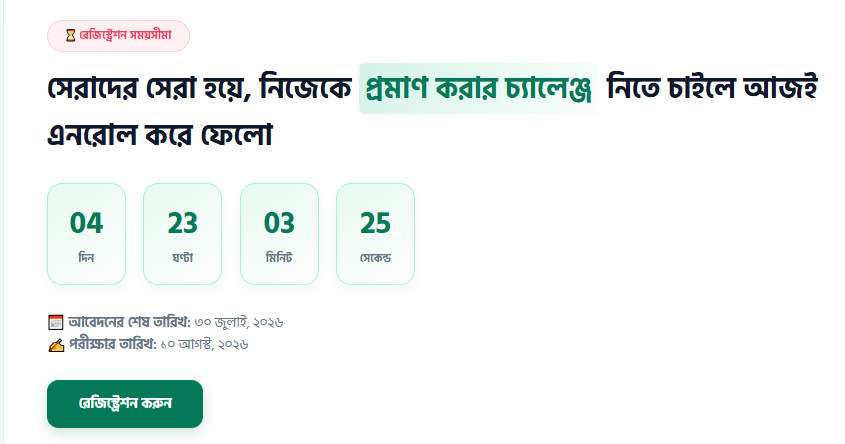 ⏳ রেজিস্ট্রেশন সময়সীমা
সেরাদের সেরা হয়ে, নিজেকে প্রমাণ করার চ্যালেঞ্জ নিতে চাইলে আজই
এনরোল করে ফেলো
04 23 03 25
দিন ঘণ্টা মিনিট সেকেন্ড
📅 আবেদনের শেষ তারিখ: ৩০ জুলাই, ২০২৬
✍️ পরীক্ষার তারিখ: ১০ আগস্ট, ২০২৬
রেজিস্ট্রেশন করুন